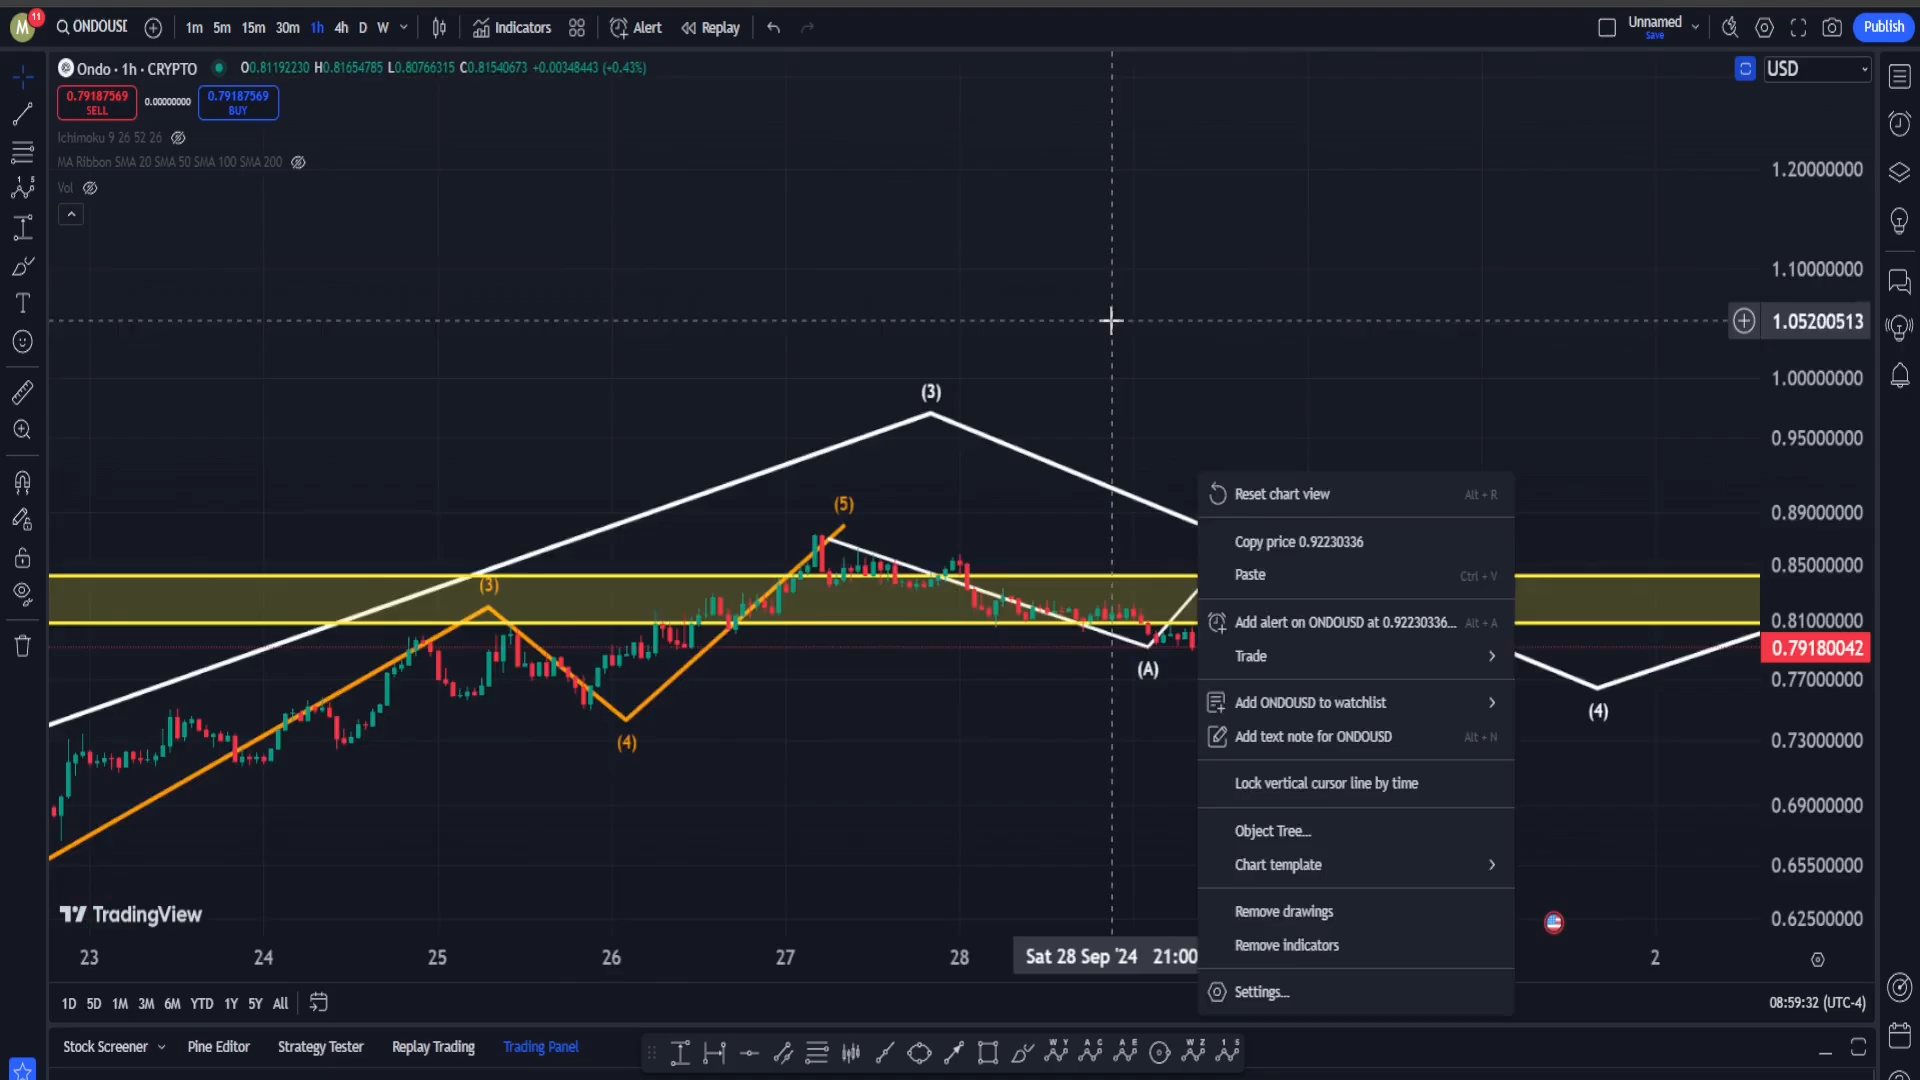 M
11
ONDOUSD
1m 5m 15m 30m 1h 4h D W
Indicators
Alert
Replay
Unnamed
Save
Publish
Ondo · 1h · CRYPTO
O0.81192230 H0.81654785 L0.80766315 C0.81540673 +0.00348443 (+0.43%)
USD
0.79187569
SELL
0.00000000
0.79187569
BUY
Ichimoku 9 26 52 26
MA Ribbon SMA 20 SMA 50 SMA 100 SMA 200
Vol
1.20000000
1.10000000
1.05200513
1.00000000
0.95000000
0.89000000
0.85000000
0.81000000
0.79180042
0.77000000
0.73000000
0.69000000
0.65500000
0.62500000
(3)
(5)
(3)
(4)
(A)
(4)
Reset chart view Alt + R
Copy price 0.92230336
Paste Ctrl + V
Add alert on ONDOUSD at 0.92230336... Alt + A
Trade
Add ONDOUSD to watchlist
Add text note for ONDOUSD Alt + N
Lock vertical cursor line by time
Object Tree...
Chart template
Remove drawings
Remove indicators
Settings...
TradingView
23 24 25 26 27 28 Sat 28 Sep '24 21:00 2
1D 5D 1M 3M 6M YTD 1Y 5Y All
08:59:32 (UTC-4)
Stock Screener Pine Editor Strategy Tester Replay Trading Trading Panel